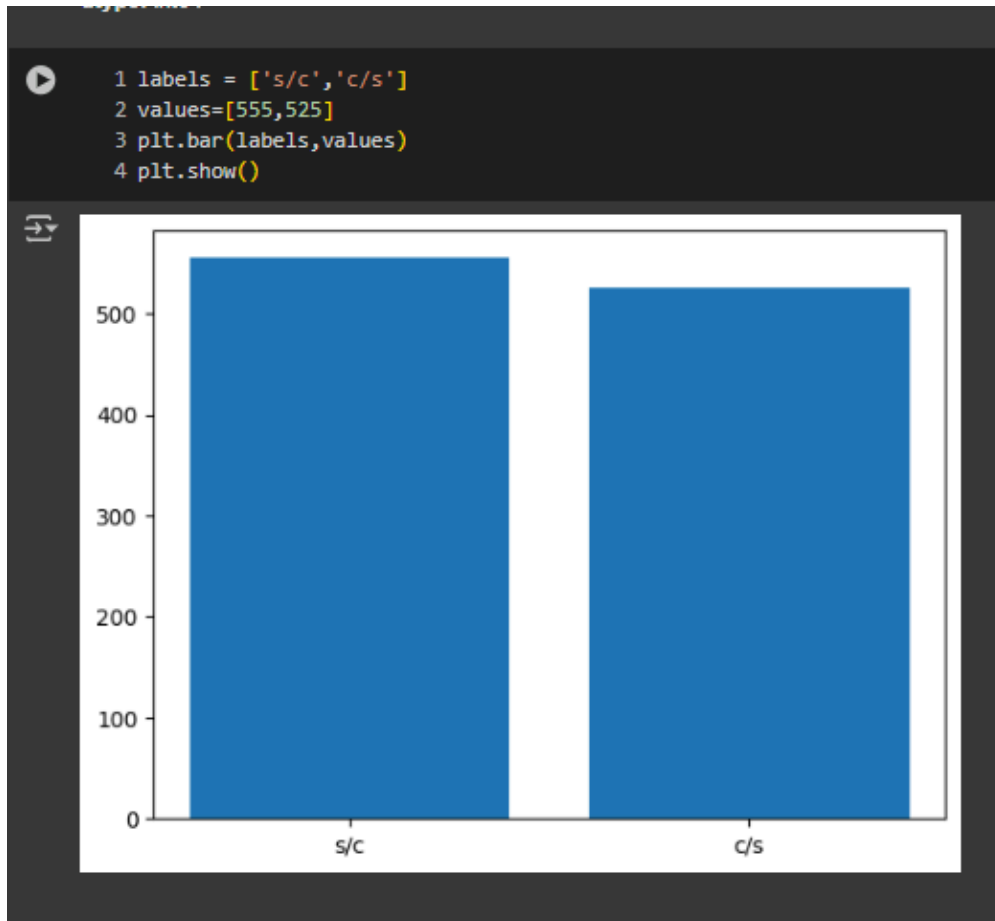 1 labels = ['s/c','c/s']
2 values=[555,525]
3 plt.bar(labels,values)
4 plt.show()
500
400
300
200
100
0
s/c c/s